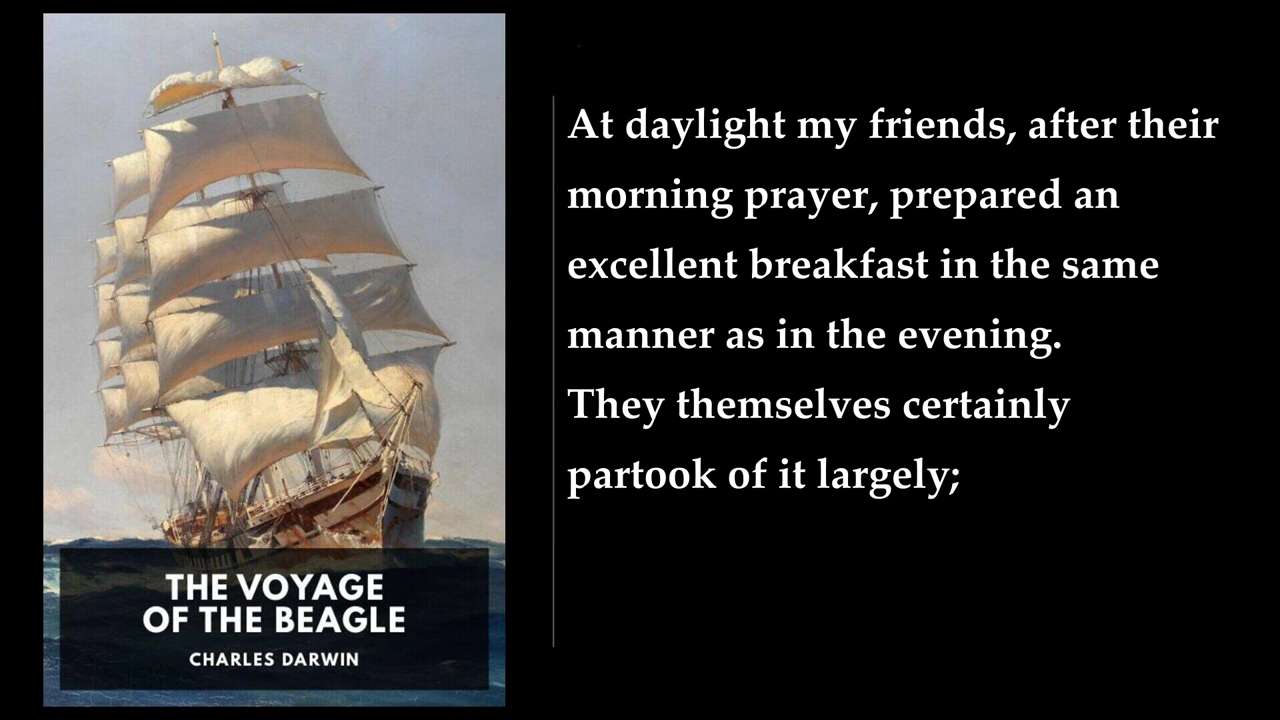 At daylight my friends, after their
morning prayer, prepared an
excellent breakfast in the same
manner as in the evening.
They themselves certainly
partook of it largely;
THE VOYAGE
OF THE BEAGLE
CHARLES DARWIN